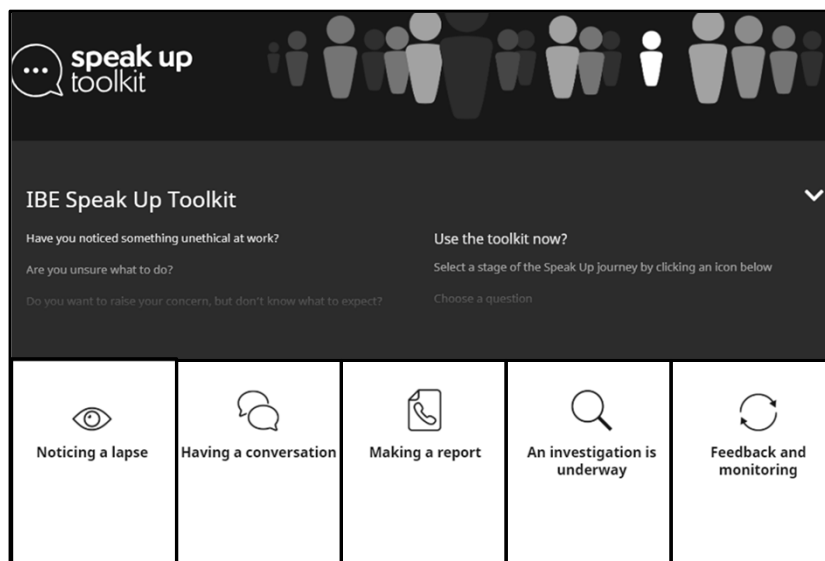 speak up
toolkit
IBE Speak Up Toolkit
Have you noticed something unethical at work?
Are you unsure what to do?
Do you want to raise your concern, but don't know what to expect?
Use the toolkit now?
Select a stage of the Speak Up journey by clicking an icon below
Choose a question
Noticing a lapse
Having a conversation
Making a report
An investigation is
underway
Feedback and
monitoring